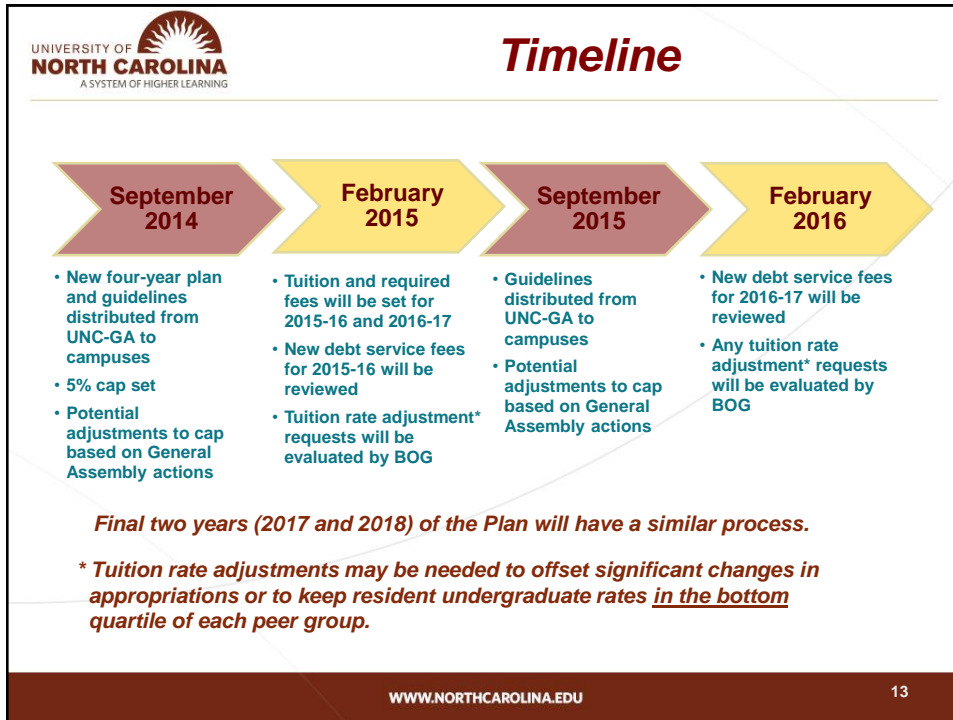 UNIVERSITY OF
NORTH CAROLINA
A SYSTEM OF HIGHER LEARNING
Timeline
September
2014
• New four-year plan
and guidelines
distributed from
UNC-GA to
campuses
• 5% cap set
• Potential
adjustments to cap
based on General
Assembly actions
February
2015
• Tuition and required
fees will be set for
2015-16 and 2016-17
• New debt service fees
for 2015-16 will be
reviewed
• Tuition rate adjustment*
requests will be
evaluated by BOG
September
2015
• Guidelines
distributed from
UNC-GA to
campuses
• Potential
adjustments to cap
based on General
Assembly actions
February
2016
• New debt service fees
for 2016-17 will be
reviewed
• Any tuition rate
adjustment* requests
will be evaluated by
BOG
Final two years (2017 and 2018) of the Plan will have a similar process.
* Tuition rate adjustments may be needed to offset significant changes in
appropriations or to keep resident undergraduate rates in the bottom
quartile of each peer group.
WWW.NORTHCAROLINA.EDU
13